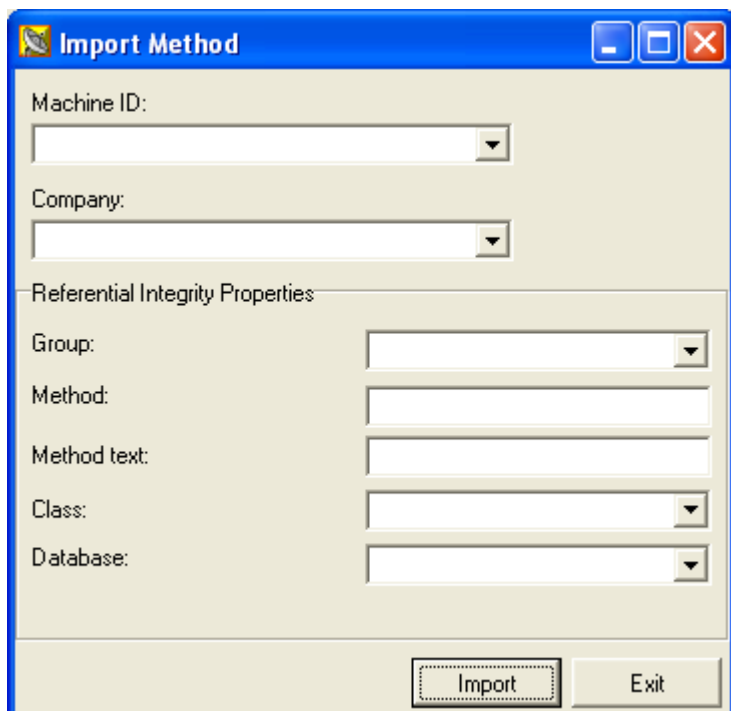 Import Method
Machine ID:
Company:
Referential Integrity Properties
Group:
Method:
Method text:
Class:
Database:
Import Exit